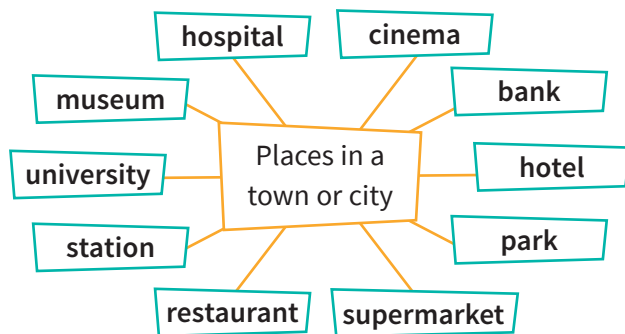 hospital
cinema
museum
bank
Places in a
town or city
university
hotel
station
park
restaurant
supermarket